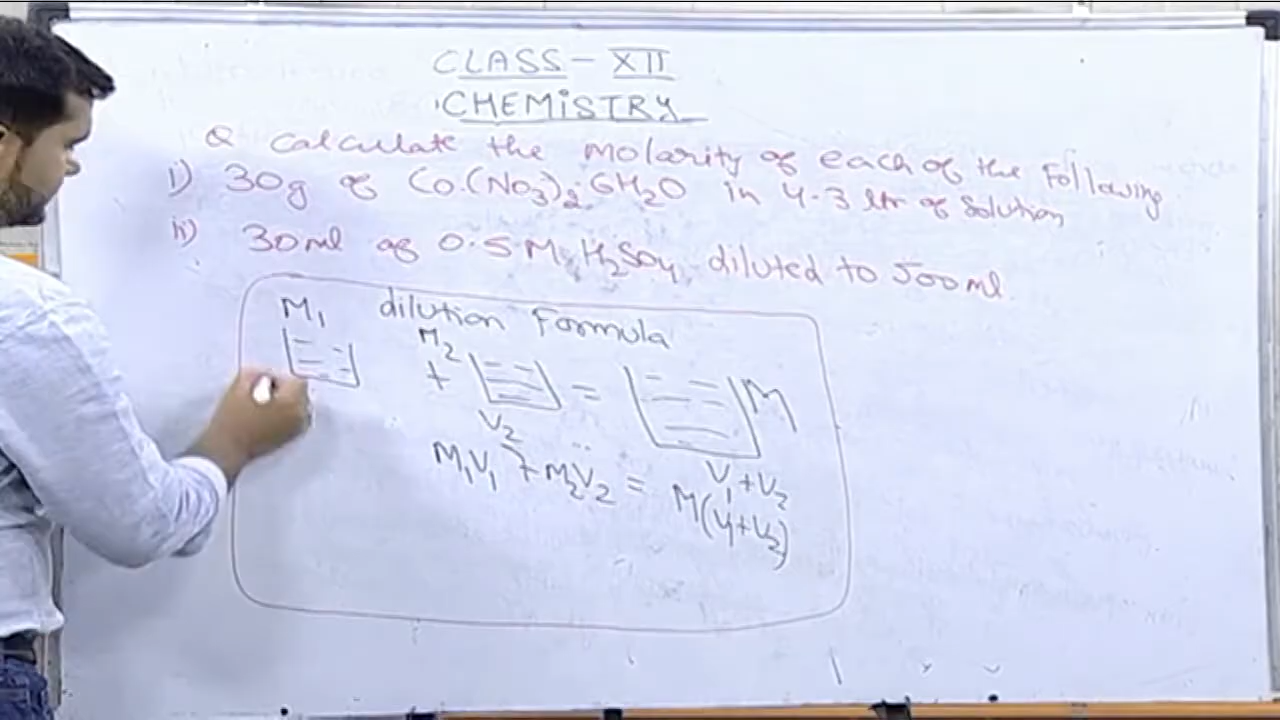 CLASS - XII
CHEMISTRY
Q Calculate the Molarity of each of the Following
i) 30g of Co.(NO3)2.6H2O in 4.3 ltr of Solution
ii) 30ml of 0.5 M H2SO4 diluted to 500ml.
dilution Formula
M1
M2
+ = M
V2
V1+V2
M1V1 + M2V2 = M(V1+V2)